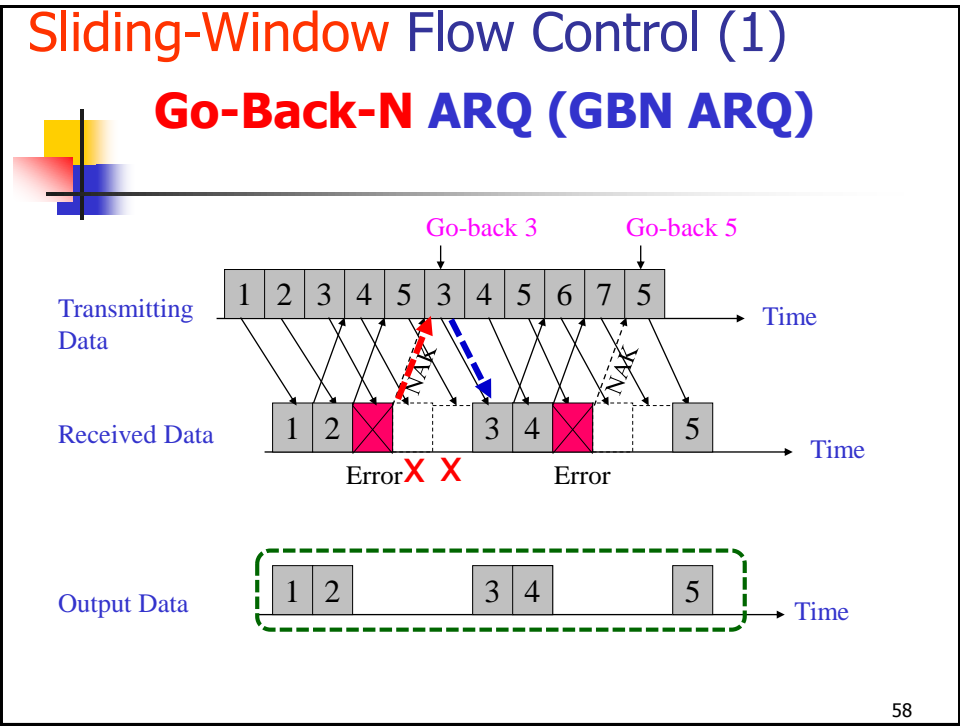 Sliding-Window Flow Control (1)
Go-Back-N ARQ (GBN ARQ)
Go-back 3
Go-back 5
Transmitting
Data
1 2 3 4 5 3 4 5 6 7 5
Time
NAK
NAK
Received Data
1 2 3 4 5
Time
Error
X X
Error
Output Data
1 2 3 4 5
Time
58